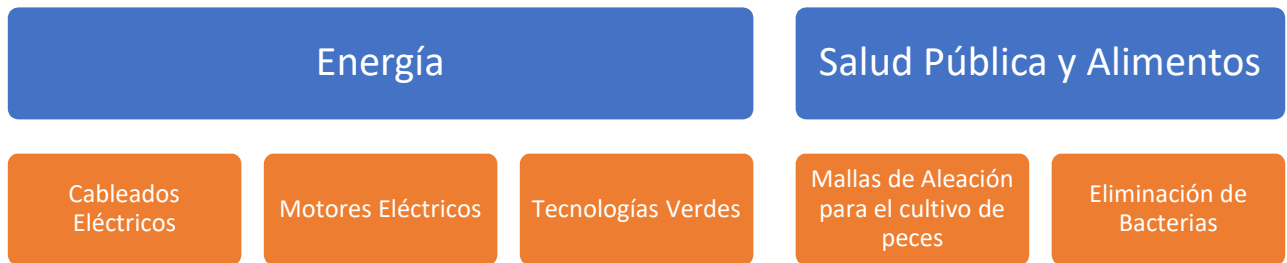 Energía
Salud Pública y Alimentos
Cableados
Eléctricos
Motores Eléctricos
Tecnologías Verdes
Mallas de Aleación
para el cultivo de
peces
Eliminación de
Bacterias